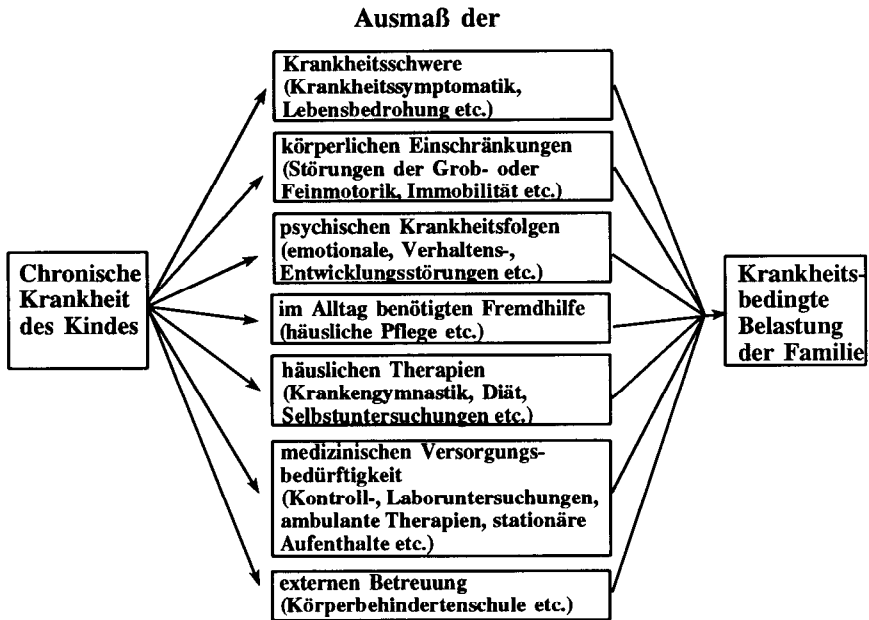 Ausmaß der
Chronische
Krankheit
des Kindes
Krankheitsschwere
(Krankheitssymptomatik,
Lebensbedrohung etc.)
körperlichen Einschränkungen
(Störungen der Grob- oder
Feinmotorik, Immobilität etc.)
psychischen Krankheitsfolgen
(emotionale, Verhaltens-,
Entwicklungsstörungen etc.)
im Alltag benötigten Fremdhilfe
(häusliche Pflege etc.)
häuslichen Therapien
(Krankengymnastik, Diät,
Selbstuntersuchungen etc.)
medizinischen Versorgungs-
bedürftigkeit
(Kontroll-, Laboruntersuchungen,
ambulante Therapien, stationäre
Aufenthalte etc.)
externen Betreuung
(Körperbehindertenschule etc.)
Krankheits-
bedingte
Belastung
der Familie